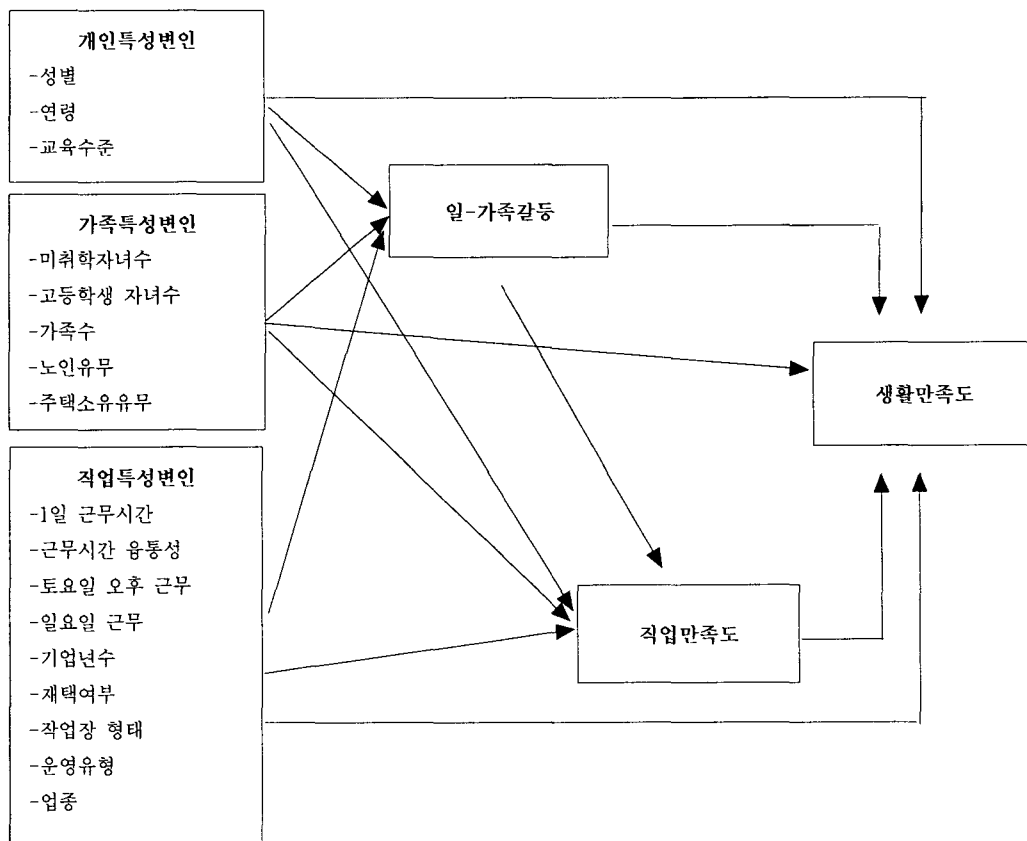 개인특성변인
-성별
-연령
-교육수준
일-가족갈등
가족특성변인
-미취학자녀수
-고등학생 자녀수
-가족수
-노인유무
-주택소유유무
생활만족도
직업특성변인
-1일 근무시간
-근무시간 융통성
-토요일 오후 근무
-일요일 근무
-기업년수
-재택여부
-작업장 형태
-운영유형
-업종
직업만족도